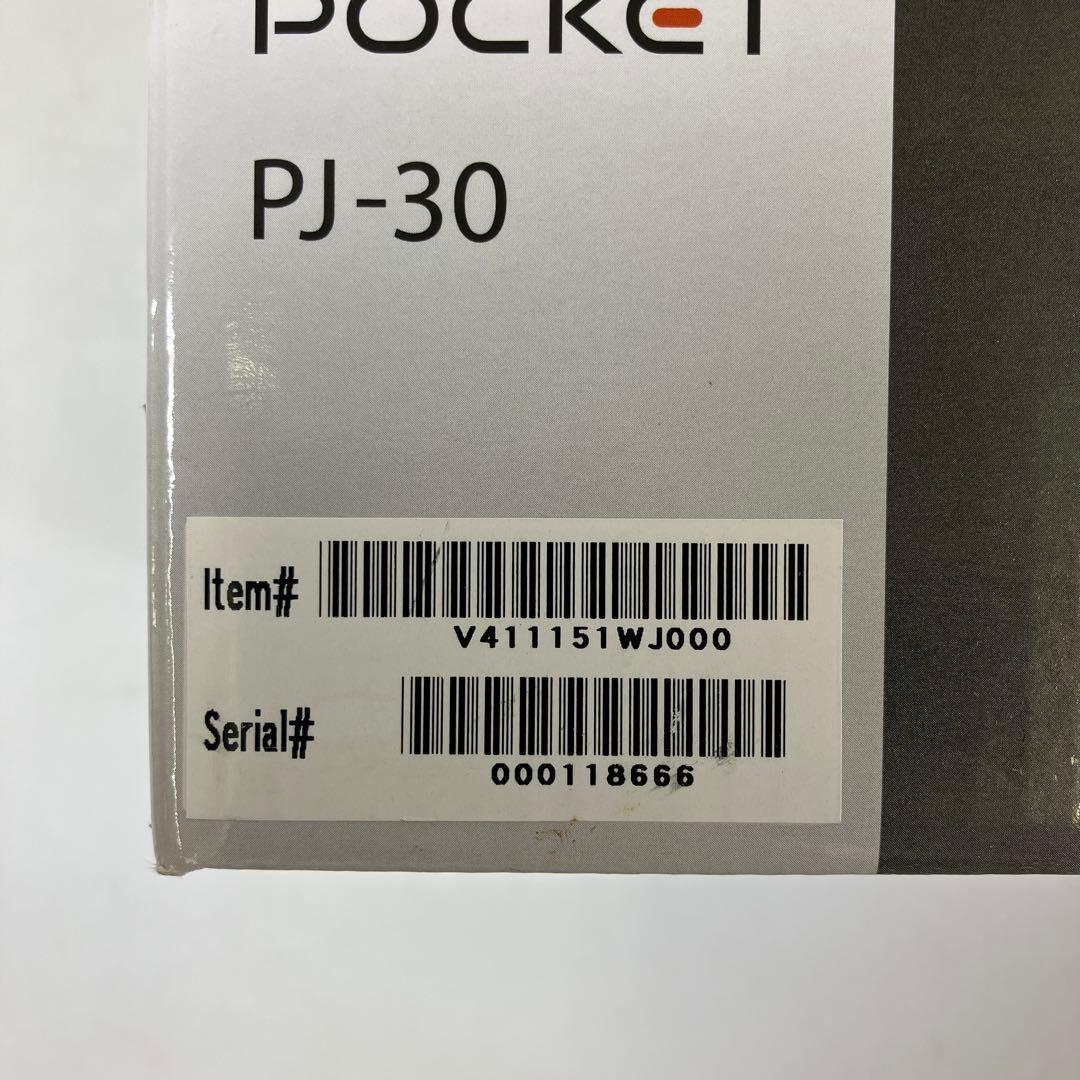 POCKET
PJ-30
Item#
V411151WJ000
Serial#
000118666